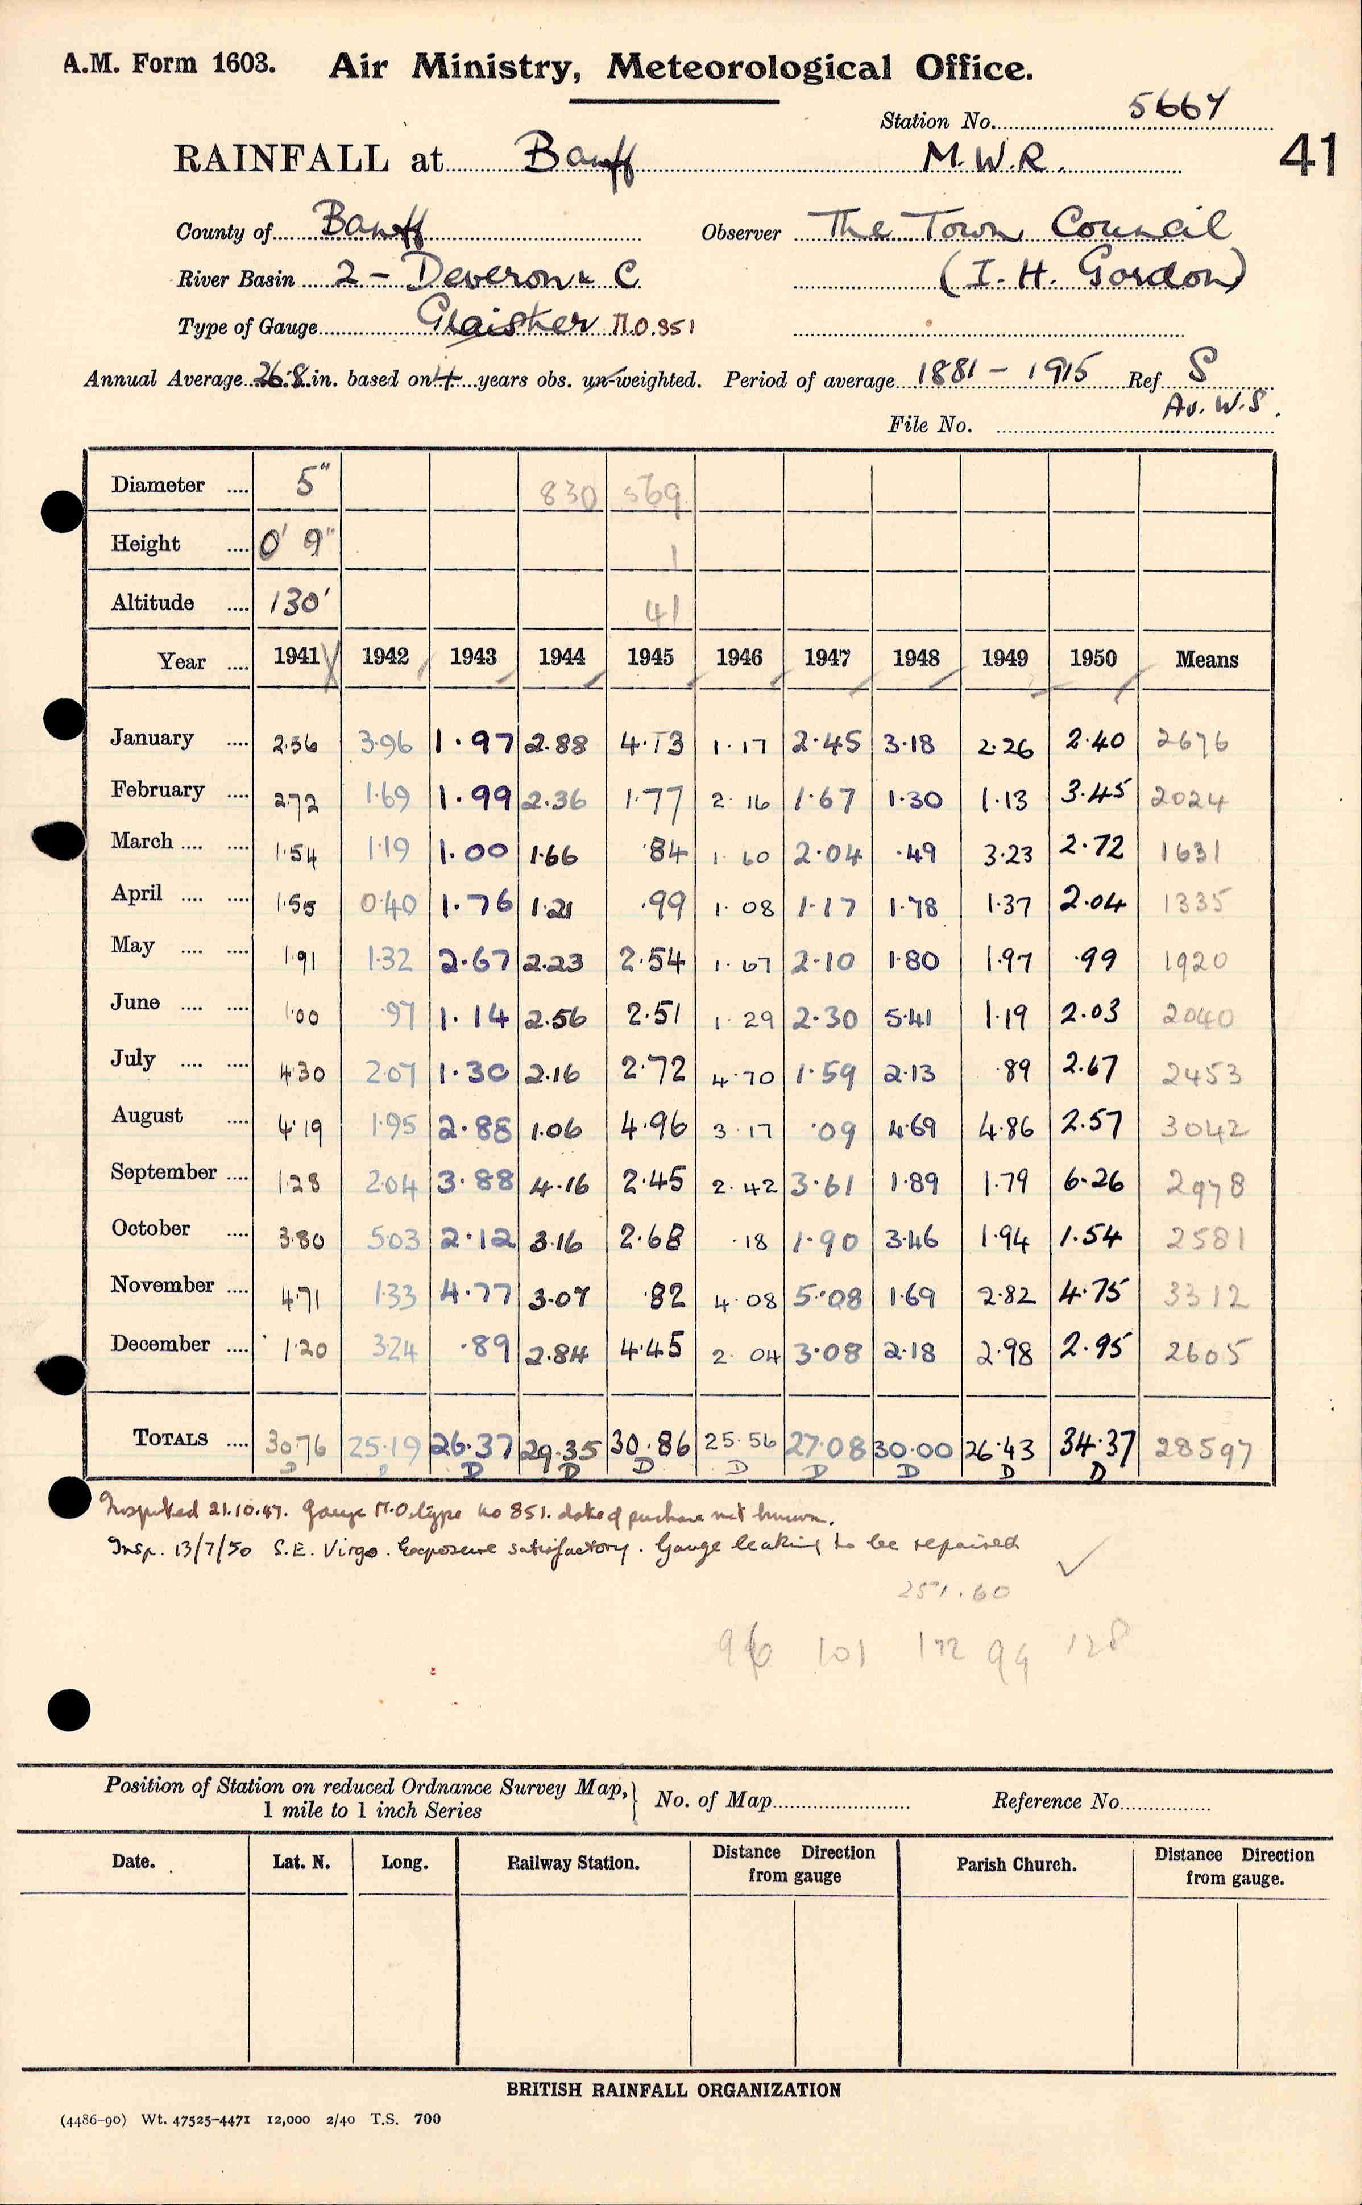 A.M. Form 1603. Air Ministry, Meteorological Office.
Station No. 5667
RAINFALL at Banff M.W.R. 41
County of Banff Observer The Town Council
River Basin 2 - Deveron & C (I. H. Gordon)
Type of Gauge Glaisher M.O.851
Annual Average 26.8 in. based on years obs. un-weighted. Period of average 1881 - 1915 Ref S
Av. W.S.
File No.
Diameter .... 5" 830 569
Height .... 0' 9" 1
Altitude .... 130' 41
Year .... 1941 1942 1943 1944 1945 1946 1947 1948 1949 1950 Means
January .... 2.56 3.96 1.97 2.88 4.13 1.17 2.45 3.18 2.26 2.40 2676
February .... 2.72 1.69 1.99 2.36 1.77 2.16 1.67 1.30 1.13 3.45 2024
March .... .... 1.54 1.19 1.00 1.66 .84 1.60 2.04 .49 3.23 2.72 1631
April .... .... 1.55 0.40 1.76 1.21 .99 1.08 1.17 1.78 1.37 2.04 1335
May .... .... 1.91 1.32 2.67 2.23 2.54 1.67 2.10 1.80 1.97 .99 1920
June .... .... 1.00 .97 1.14 2.56 2.51 1.29 2.30 5.41 1.19 2.03 2040
July .... .... 4.30 2.07 1.30 2.16 2.72 4.70 1.59 2.13 .89 2.67 2453
August .... 4.19 1.95 2.88 1.06 4.96 3.17 .09 4.69 4.86 2.57 3042
September .... 1.28 2.04 3.88 4.16 2.45 2.42 3.61 1.89 1.79 6.26 2978
October .... 3.80 5.03 2.12 3.16 2.68 .18 1.90 3.46 1.94 1.54 2581
November .... 4.71 1.33 4.77 3.07 .82 4.08 5.08 1.69 2.82 4.75 3312
December .... 1.20 3.24 .89 2.84 4.45 2.04 3.08 2.18 2.98 2.95 2605
TOTALS .... 30.76 25.19 26.37 29.35 30.86 25.56 27.08 30.00 26.43 34.37 28597
D D D D D D D D D D
Inspected 21.10.47. Gauge M.O. type No 851. date of purchase not known.
Insp. 13/7/50 S.E. Virgo. Exposure satisfactory. Gauge leaking to be repaired
251.60
96 101 112 99 128
Position of Station on reduced Ordnance Survey Map, No. of Map Reference No.
1 mile to 1 inch Series
Date. Lat. N. Long. Railway Station. Distance Direction from gauge Parish Church. Distance Direction from gauge.
BRITISH RAINFALL ORGANIZATION
(4486-90) Wt. 47525-4471 12,000 2/40 T.S. 700